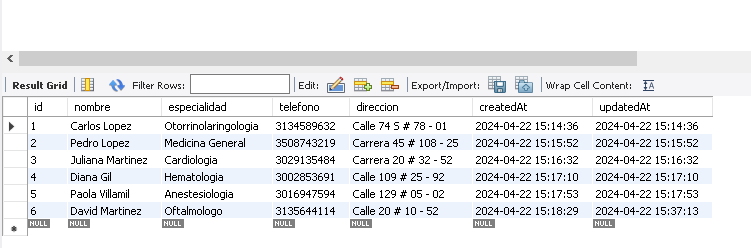 Result Grid Filter Rows: Edit: Export/Import: Wrap Cell Content: IA
id nombre especialidad telefono direccion createdAt updatedAt
1 Carlos Lopez Otorrinolaringologia 3134589632 Calle 74 S # 78 - 01 2024-04-22 15:14:36 2024-04-22 15:14:36
2 Pedro Lopez Medicina General 3508743219 Carrera 45 # 108 - 25 2024-04-22 15:15:52 2024-04-22 15:15:52
3 Juliana Martinez Cardiologia 3029135484 Carrera 20 # 32 - 52 2024-04-22 15:16:32 2024-04-22 15:16:32
4 Diana Gil Hematologia 3002853691 Calle 109 # 25 - 92 2024-04-22 15:17:10 2024-04-22 15:17:10
5 Paola Villamil Anestesiologia 3016947594 Calle 129 # 05 - 02 2024-04-22 15:17:53 2024-04-22 15:17:53
6 David Martinez Oftalmologo 3135644114 Calle 20 # 10 - 52 2024-04-22 15:18:29 2024-04-22 15:37:13
NULL NULL NULL NULL NULL NULL NULL